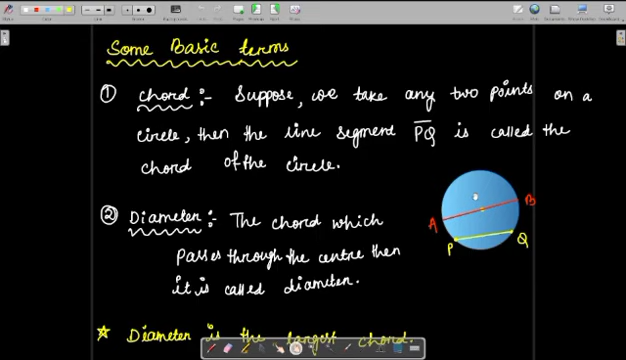 Some Basic terms
① Chord :- Suppose, we take any two points on a
circle, then the line segment P̅Q̅ is called the
chord of the circle.
② Diameter :- The chord which
passes through the centre then
it is called diameter.
A B
P Q
☆ Diameter is the largest chord.